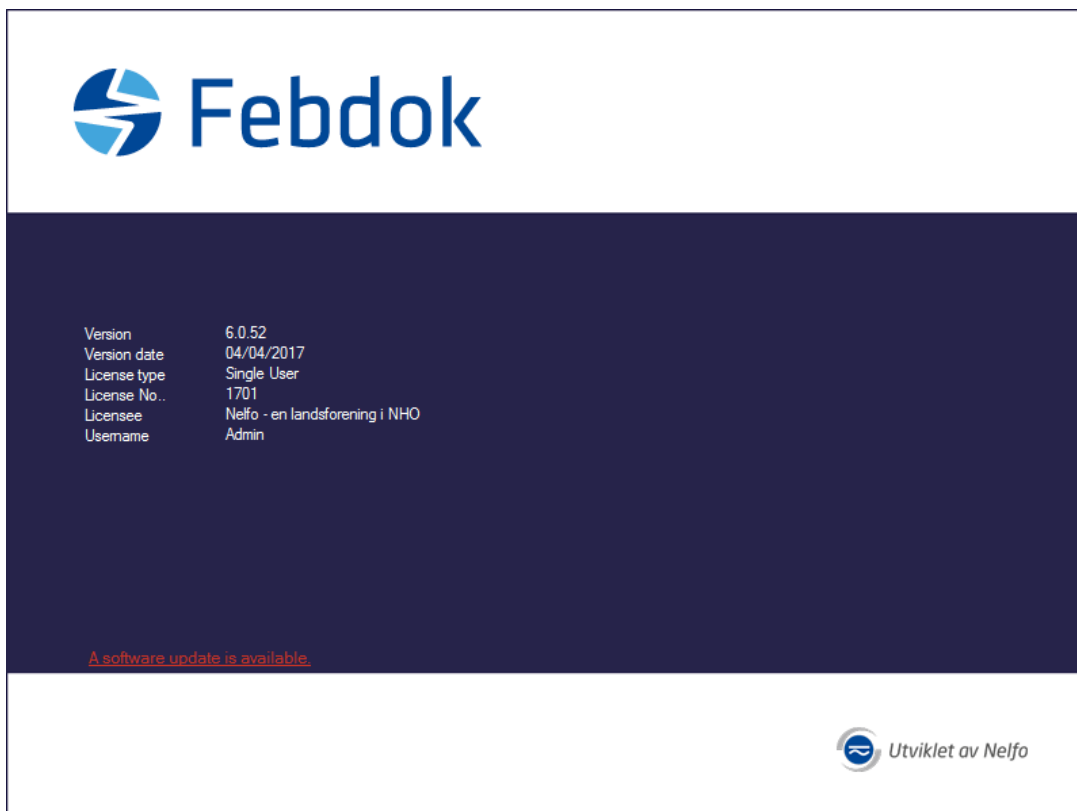 Febdok
Version 6.0.52
Version date 04/04/2017
License type Single User
License No.. 1701
Licensee Nelfo - en landsforening i NHO
Username Admin
A software update is available.
Utviklet av Nelfo